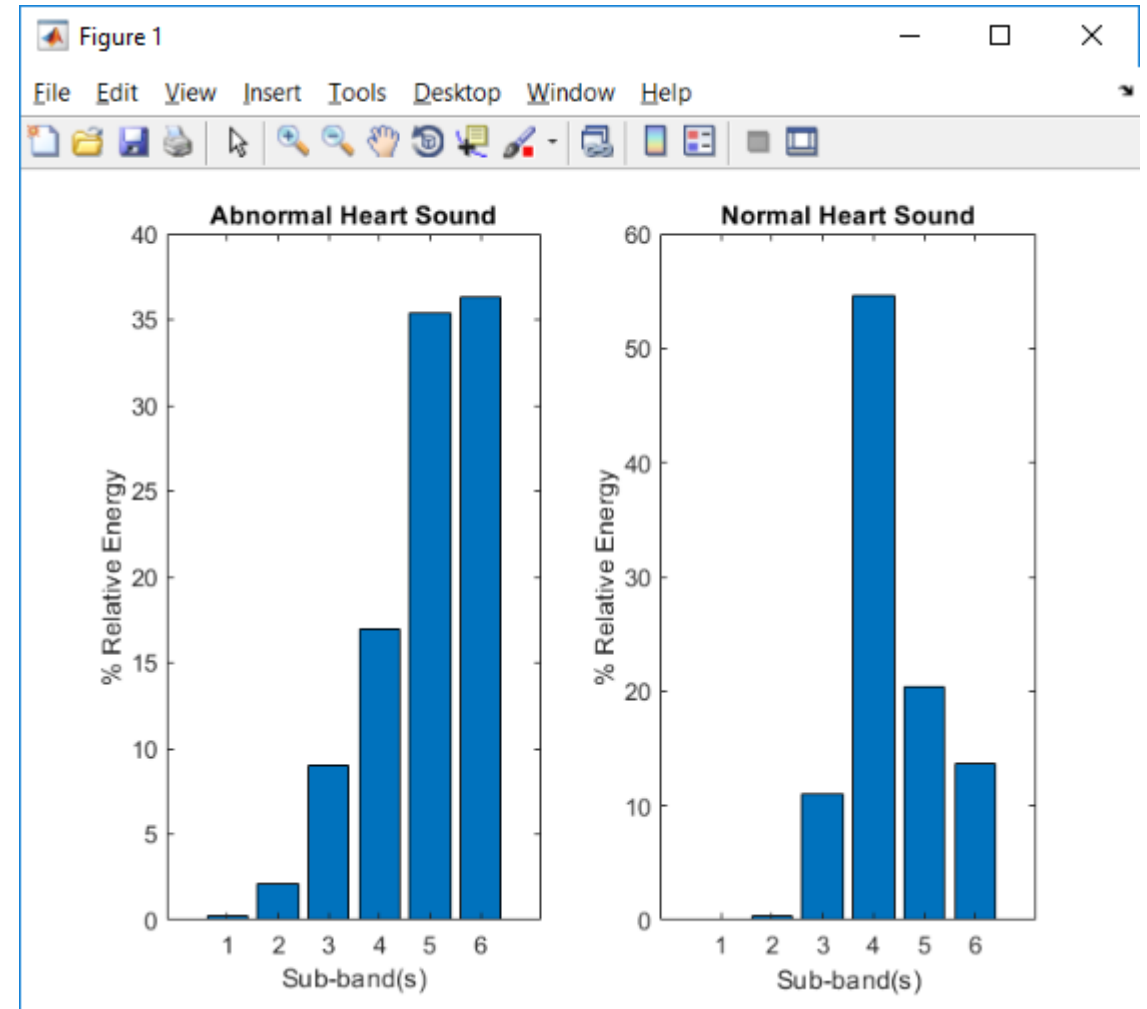 Figure 1
File Edit View Insert Tools Desktop Window Help
Abnormal Heart Sound
40
35
30
25
20
15
10
5
0
% Relative Energy
1 2 3 4 5 6
Sub-band(s)
Normal Heart Sound
60
50
40
30
20
10
0
% Relative Energy
1 2 3 4 5 6
Sub-band(s)